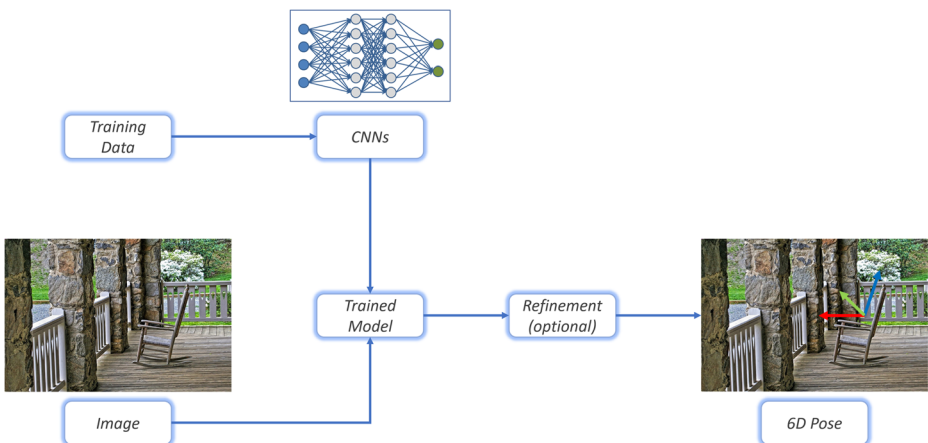 Training
Data
CNNs
Trained
Model
Refinement
(optional)
Image
6D Pose